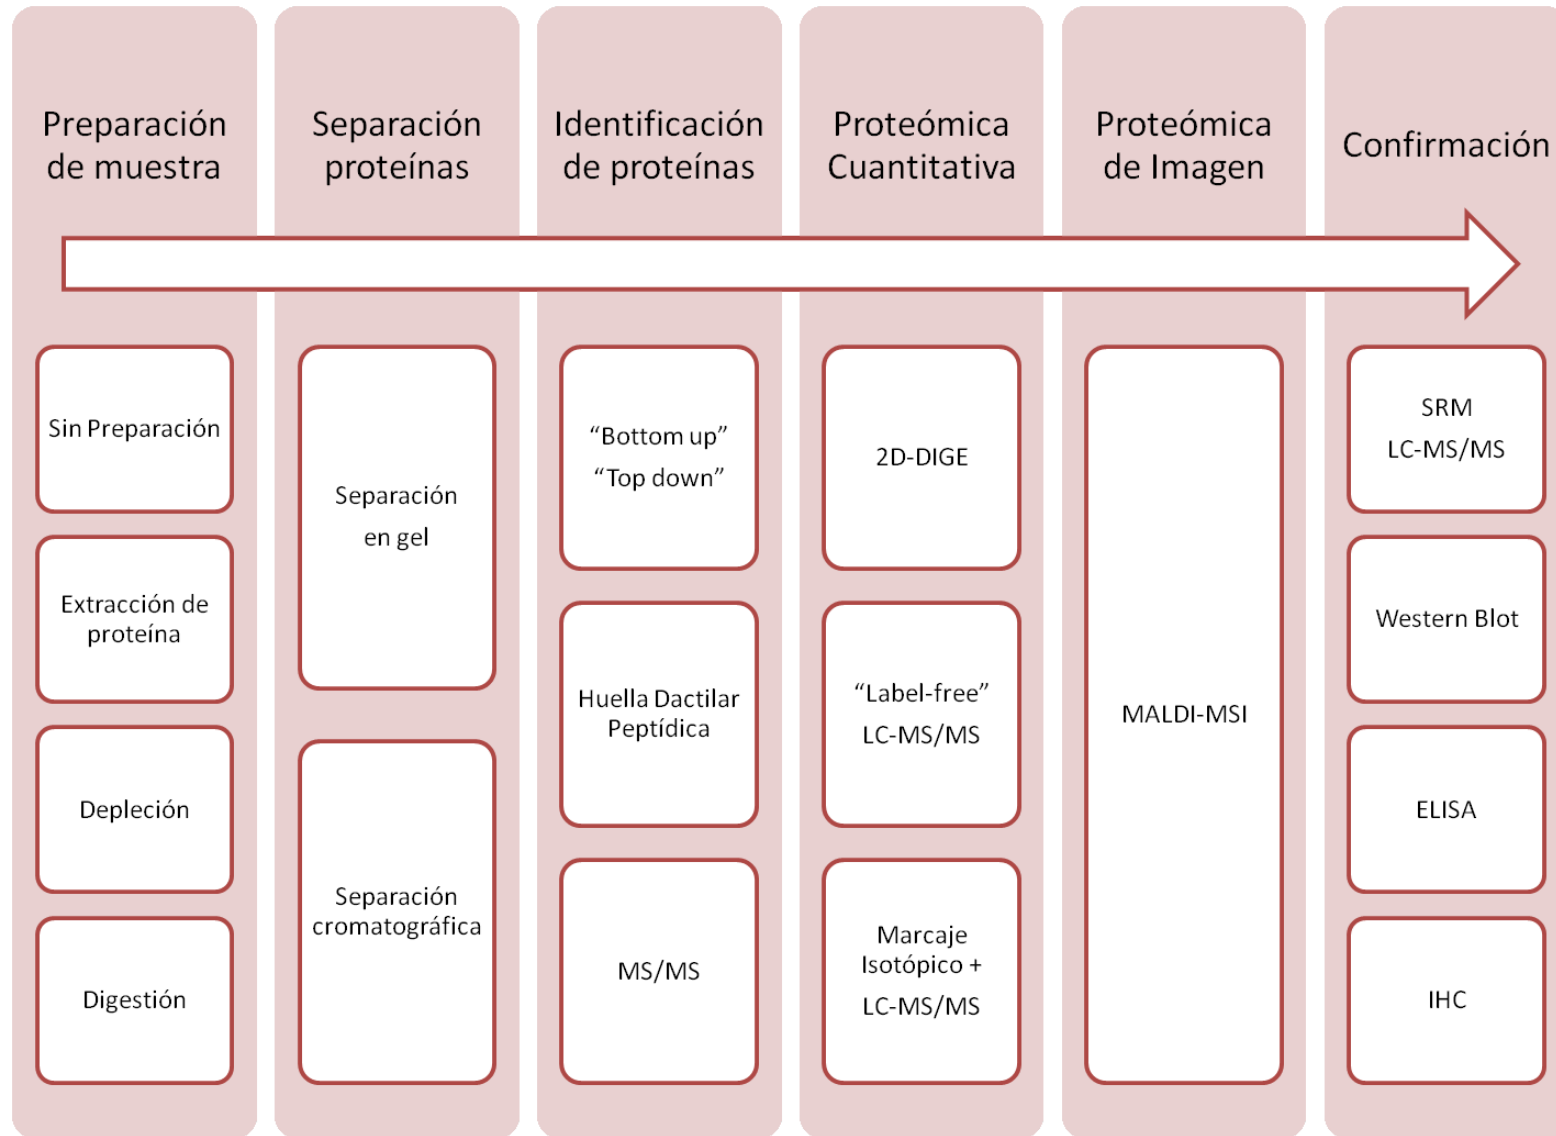 Preparación
de muestra
Separación
proteínas
Identificación
de proteínas
Proteómica
Cuantitativa
Proteómica
de Imagen
Confirmación
Sin Preparación
Extracción de
proteína
Depleción
Digestión
Separación
en gel
Separación
cromatográfica
“Bottom up”
“Top down”
Huella Dactilar
Peptídica
MS/MS
2D-DIGE
“Label-free”
LC-MS/MS
Marcaje
Isotópico +
LC-MS/MS
MALDI-MSI
SRM
LC-MS/MS
Western Blot
ELISA
IHC